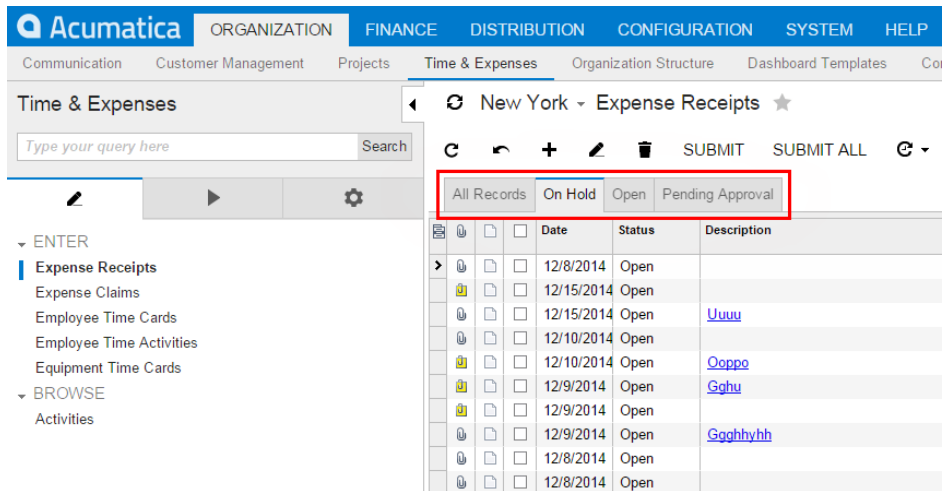 Acumatica ORGANIZATION FINANCE DISTRIBUTION CONFIGURATION SYSTEM HELP
Communication Customer Management Projects Time & Expenses Organization Structure Dashboard Templates
Time & Expenses
New York - Expense Receipts
Type your query here Search
SUBMIT SUBMIT ALL
All Records On Hold Open Pending Approval
Date Status Description
ENTER
Expense Receipts
Expense Claims
Employee Time Cards
Employee Time Activities
Equipment Time Cards
BROWSE
Activities
12/8/2014 Open
12/15/2014 Open
12/15/2014 Open Uuuu
12/10/2014 Open
12/10/2014 Open Ooppo
12/9/2014 Open Gghu
12/9/2014 Open
12/9/2014 Open Ggghhyhh
12/8/2014 Open
12/8/2014 Open